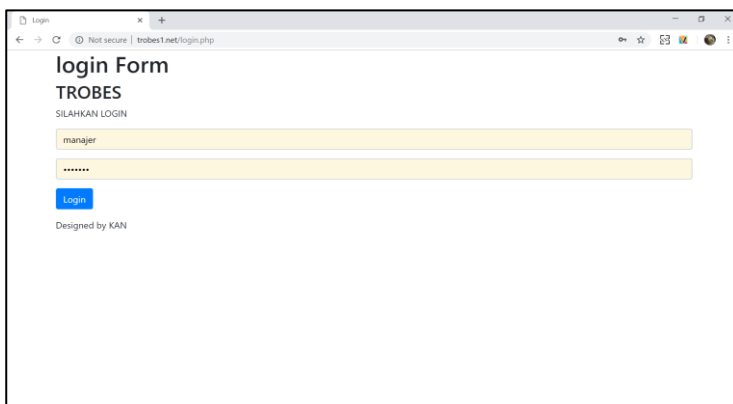 Login
Not secure | trobes1.net/login.php
login Form
TROBES
SILAHKAN LOGIN
manajer
•••••••
Login
Designed by KAN